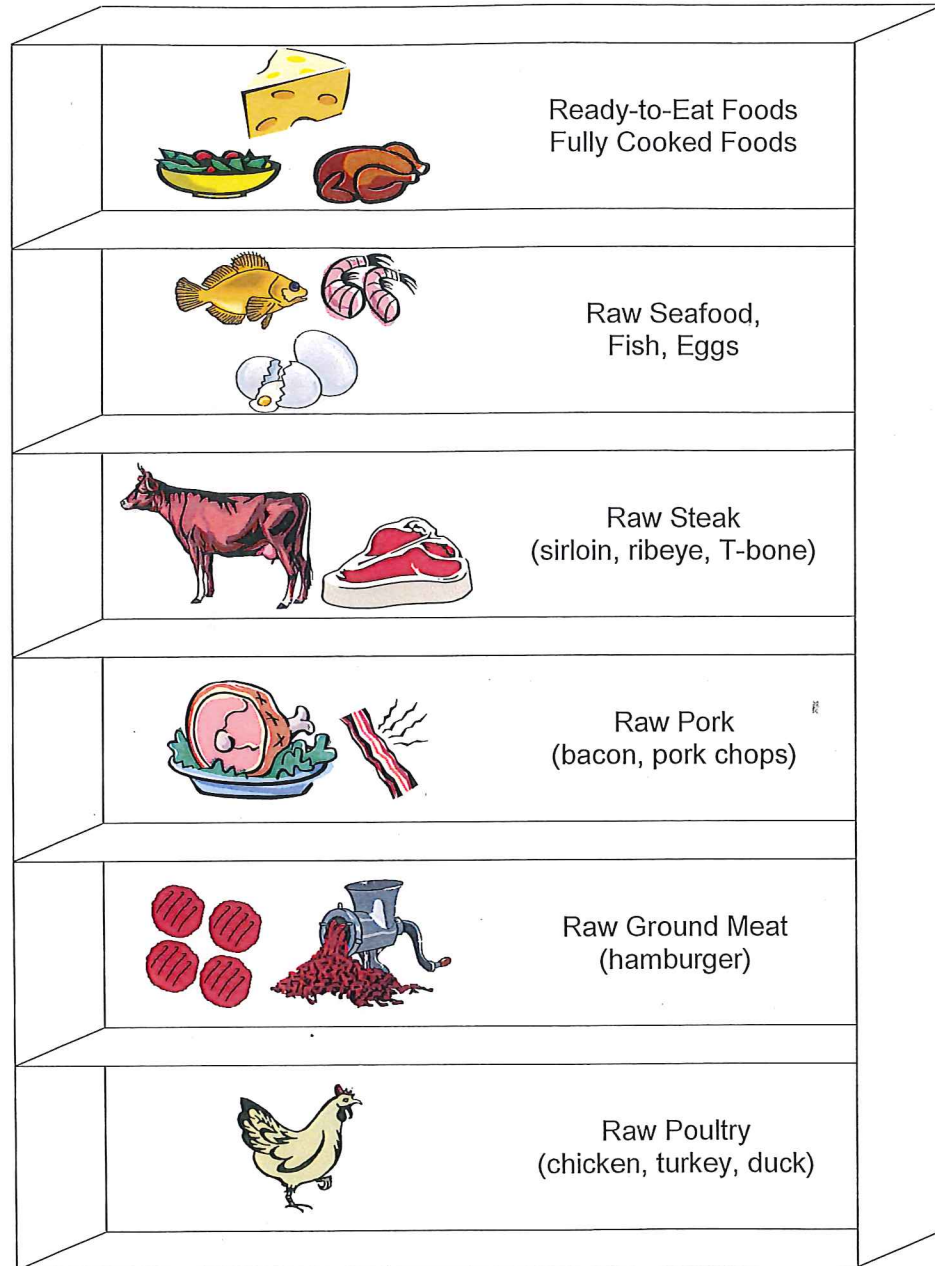 Ready-to-Eat Foods
Fully Cooked Foods
Raw Seafood,
Fish, Eggs
Raw Steak
(sirloin, ribeye, T-bone)
Raw Pork
(bacon, pork chops)
Raw Ground Meat
(hamburger)
Raw Poultry
(chicken, turkey, duck)